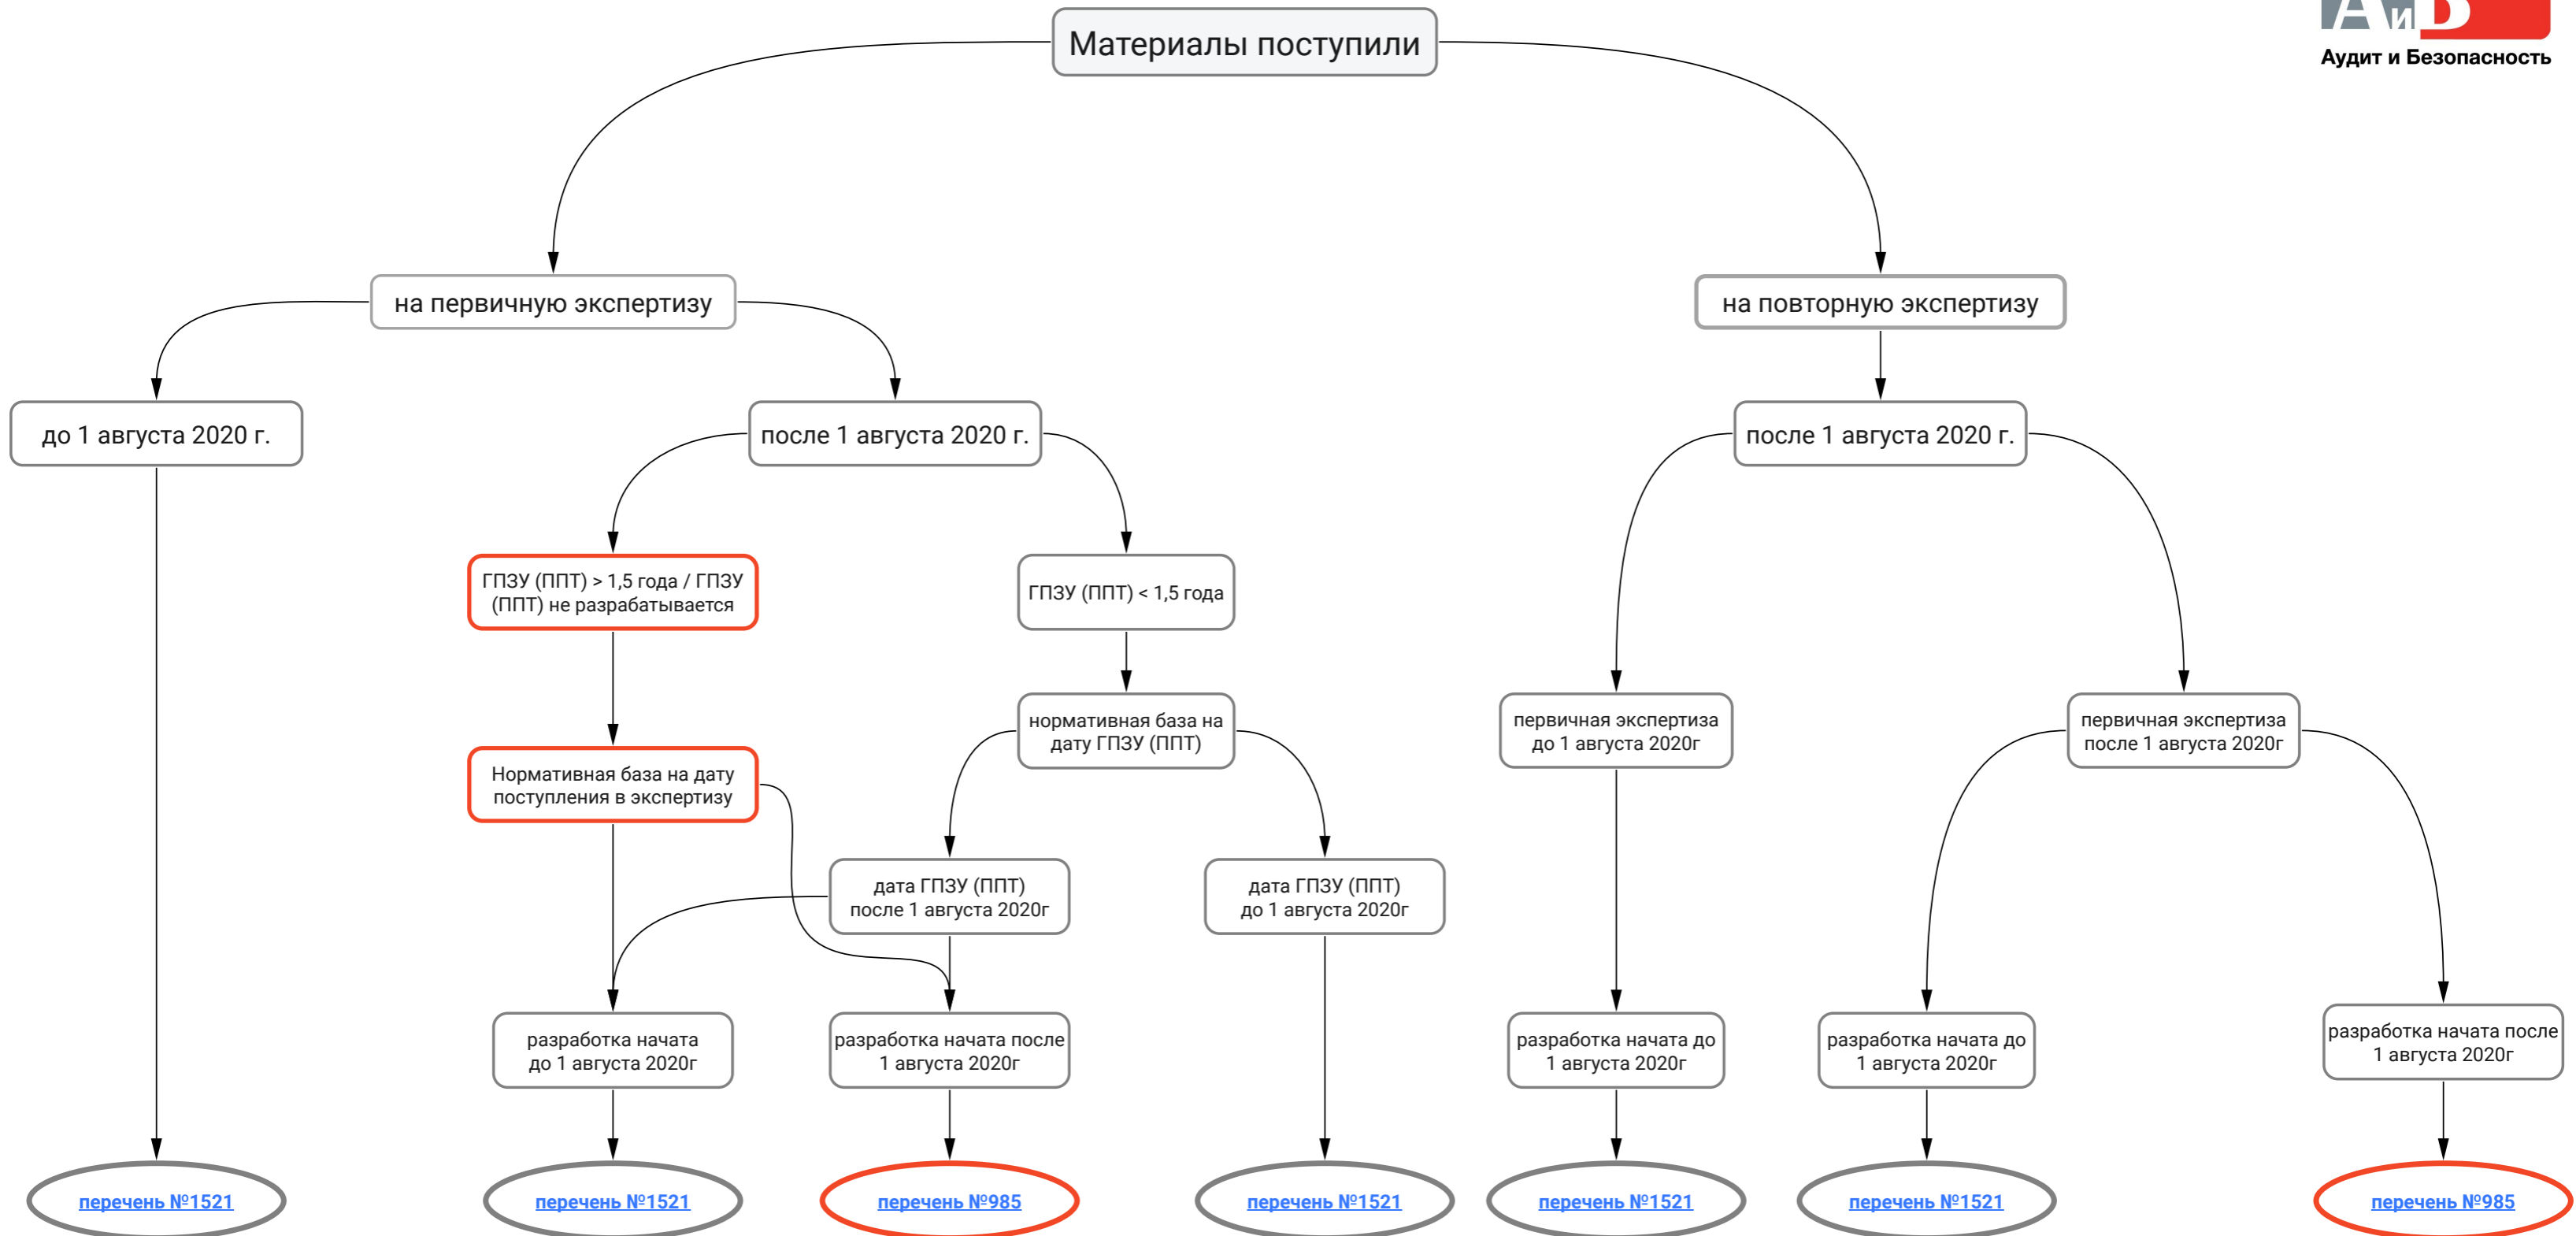 Материалы поступили
АиБ
Аудит и Безопасность
на первичную экспертизу
на повторную экспертизу
до 1 августа 2020 г.
после 1 августа 2020 г.
после 1 августа 2020 г.
ГПЗУ (ППТ) > 1,5 года / ГПЗУ
(ППТ) не разрабатывается
ГПЗУ (ППТ) < 1,5 года
нормативная база на
дату ГПЗУ (ППТ)
первичная экспертиза
до 1 августа 2020г
первичная экспертиза
после 1 августа 2020г
Нормативная база на дату
поступления в экспертизу
дата ГПЗУ (ППТ)
после 1 августа 2020г
дата ГПЗУ (ППТ)
до 1 августа 2020г
разработка начата
до 1 августа 2020г
разработка начата после
1 августа 2020г
разработка начата до
1 августа 2020г
разработка начата до
1 августа 2020г
разработка начата после
1 августа 2020г
перечень №1521
перечень №1521
перечень №985
перечень №1521
перечень №1521
перечень №1521
перечень №985